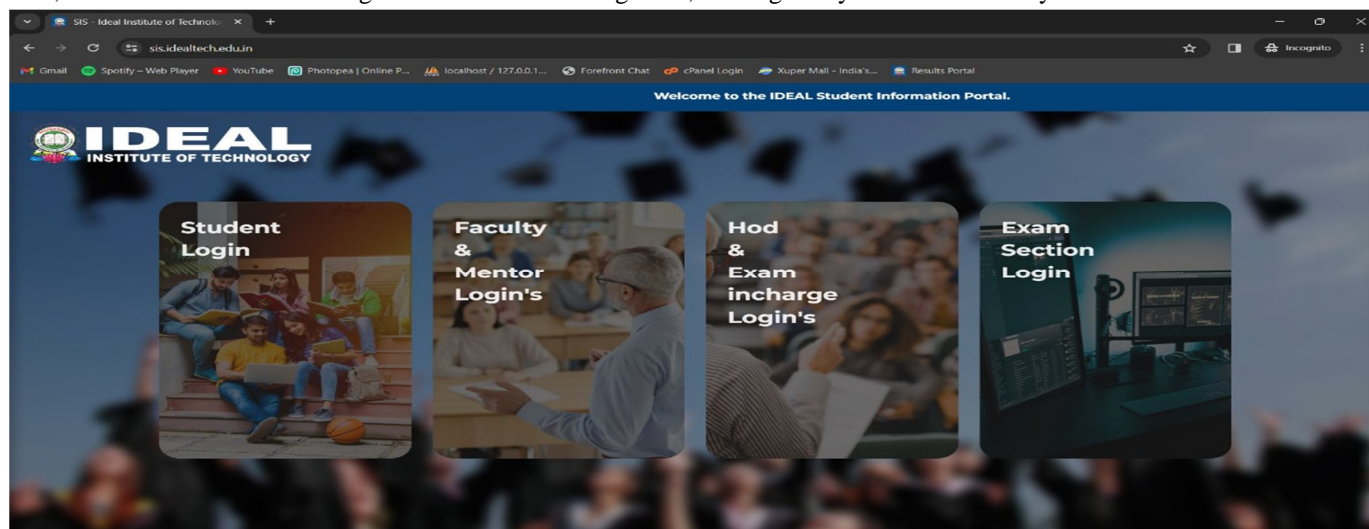 SIS - Ideal Institute of Technolo
sis.idealtech.edu.in
Incognito
Gmail Spotify – Web Player YouTube Photopea | Online P... localhost / 127.0.0.1... Forefront Chat cPanel Login Xuper Mall - India's... Results Portal
Welcome to the IDEAL Student Information Portal.
IDEAL
INSTITUTE OF TECHNOLOGY
Student
Login
Faculty
&
Mentor
Login's
Hod
&
Exam
incharge
Login's
Exam
Section
Login